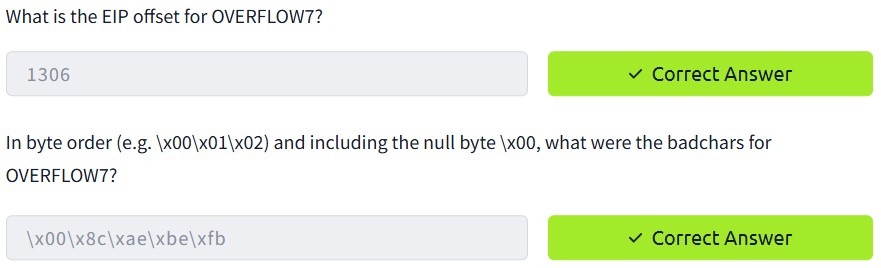 What is the EIP offset for OVERFLOW7?
1306
✓ Correct Answer
In byte order (e.g. \x00\x01\x02) and including the null byte \x00, what were the badchars for
OVERFLOW7?
\x00\x8c\xae\xbe\xfb
✓ Correct Answer